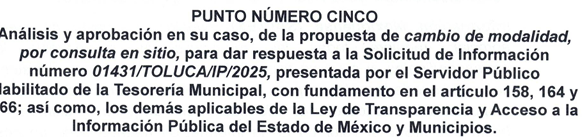 PUNTO NÚMERO CINCO
Análisis y aprobación en su caso, de la propuesta de cambio de modalidad,
por consulta en sitio, para dar respuesta a la Solicitud de Información
número 01431/TOLUCA/IP/2025, presentada por el Servidor Público
Habilitado de la Tesorería Municipal, con fundamento en el artículo 158, 164 y
66; así como, los demás aplicables de la Ley de Transparencia y Acceso a la
Información Pública del Estado de México y Municipios.